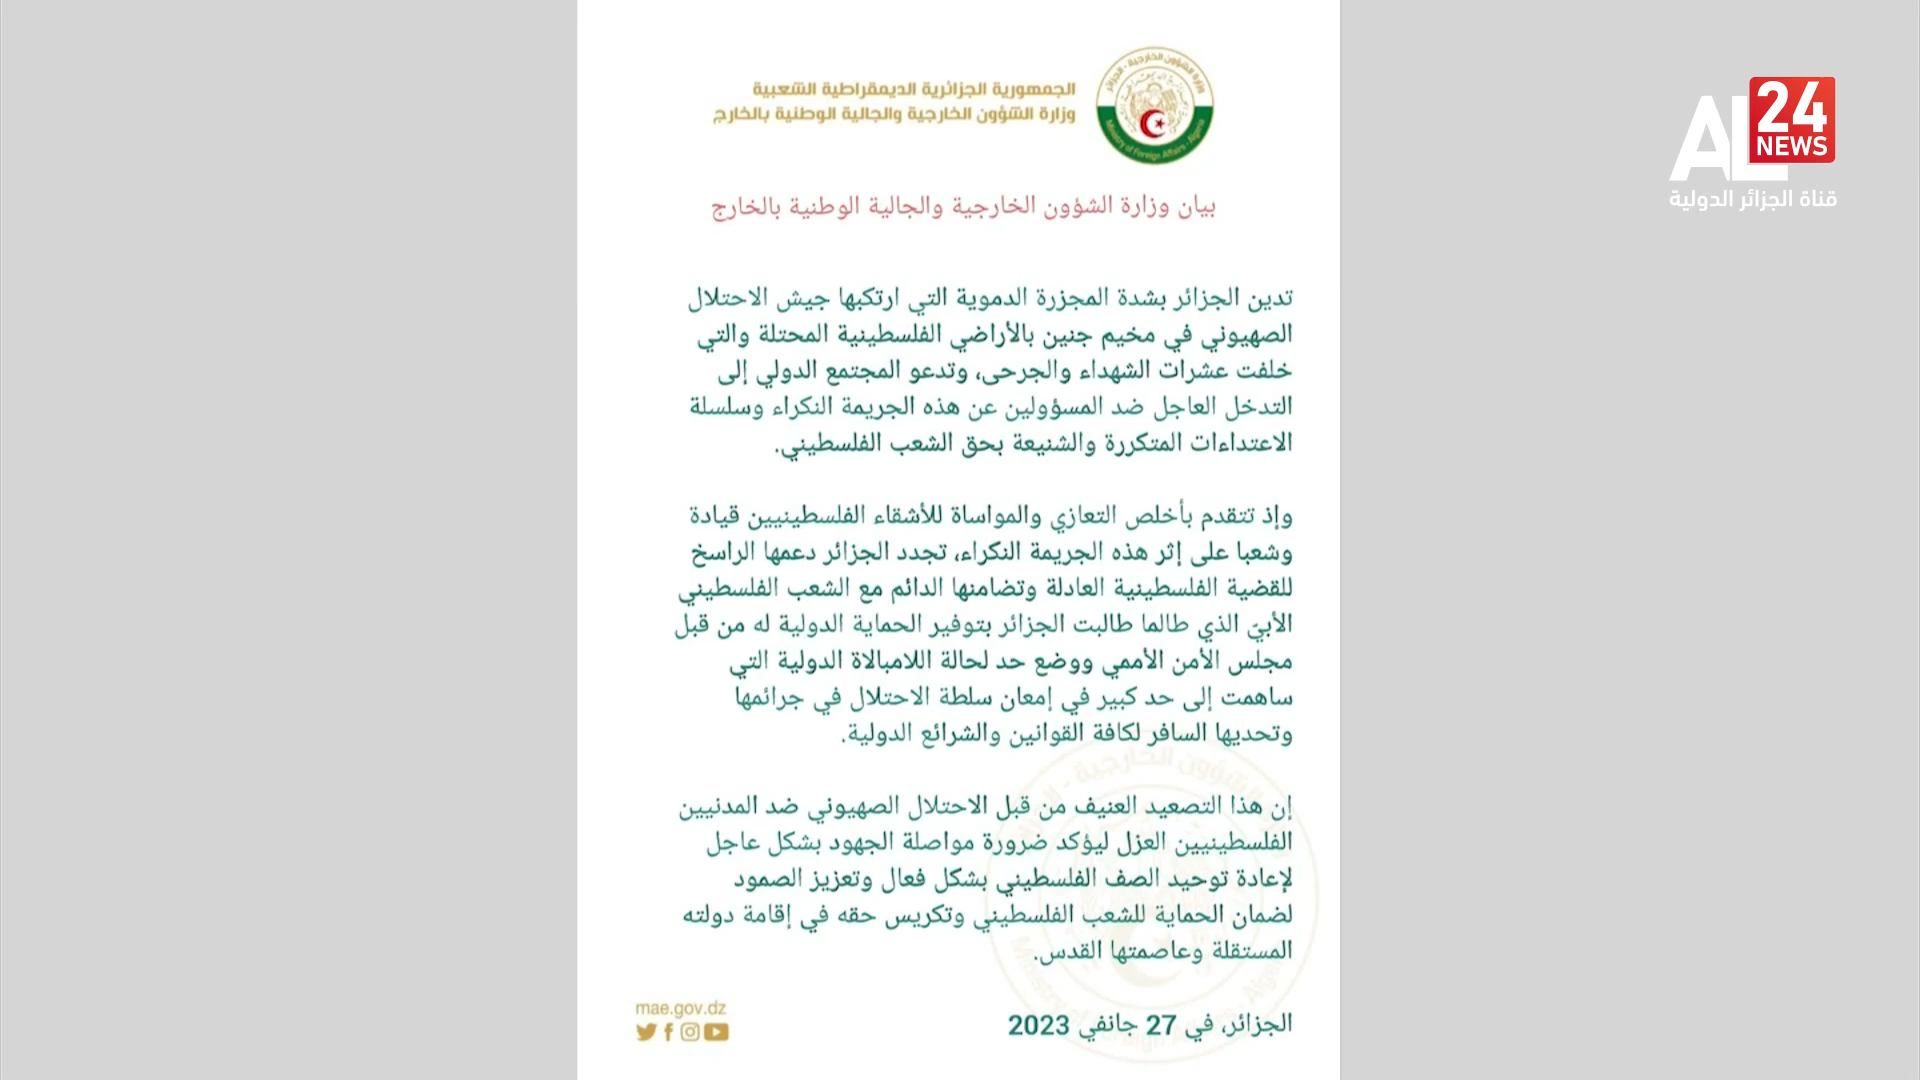 الجمهورية الجزائرية الديمقراطية الشعبية
وزارة الشؤون الخارجية والجالية الوطنية بالخارج
وزارة الشؤون الخارجية - الجزائر
Ministry of Foreign Affairs - Algeria
AL
24
NEWS
قناة الجزائر الدولية
بيان وزارة الشؤون الخارجية والجالية الوطنية بالخارج
تدين الجزائر بشدة المجزرة الدموية التي ارتكبها جيش الاحتلال
الصهيوني في مخيم جنين بالأراضي الفلسطينية المحتلة والتي
خلفت عشرات الشهداء والجرحى، وتدعو المجتمع الدولي إلى
التدخل العاجل ضد المسؤولين عن هذه الجريمة النكراء وسلسلة
الاعتداءات المتكررة والشنيعة بحق الشعب الفلسطيني.
وإذ تتقدم بأخلص التعازي والمواساة للأشقاء الفلسطينيين قيادة
وشعبا على إثر هذه الجريمة النكراء، تجدد الجزائر دعمها الراسخ
للقضية الفلسطينية العادلة وتضامنها الدائم مع الشعب الفلسطيني
الأبيّ الذي طالما طالبت الجزائر بتوفير الحماية الدولية له من قبل
مجلس الأمن الأممي ووضع حد لحالة اللامبالاة الدولية التي
ساهمت إلى حد كبير في إمعان سلطة الاحتلال في جرائمها
وتحديها السافر لكافة القوانين والشرائع الدولية.
إن هذا التصعيد العنيف من قبل الاحتلال الصهيوني ضد المدنيين
الفلسطينيين العزل ليؤكد ضرورة مواصلة الجهود بشكل عاجل
لإعادة توحيد الصف الفلسطيني بشكل فعال وتعزيز الصمود
لضمان الحماية للشعب الفلسطيني وتكريس حقه في إقامة دولته
المستقلة وعاصمتها القدس.
الجزائر، في 27 جانفي 2023
mae.gov.dz